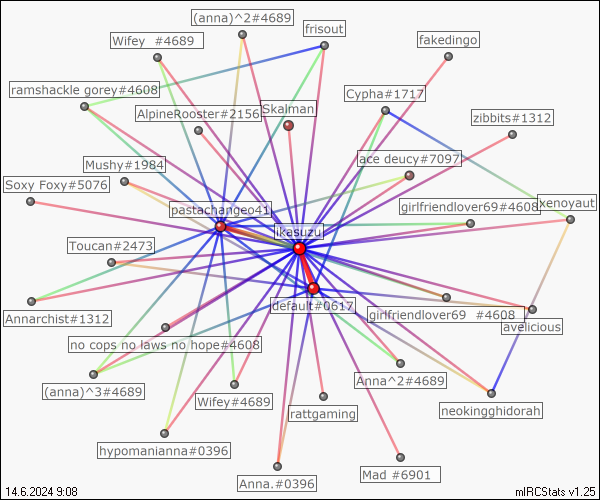 (anna)^2#4689
frisout
Wifey  #4689
fakedingo
ramshackle gorey#4608
Cypha#1717
AlpineRooster#2156
Skalman
zibbits#1312
Mushy#1984
ace deucy#7097
Soxy Foxy#5076
pastachangeo41
girlfriendlover69#4608
xenoyaut
ikasuzu
Toucan#2473
default#0617
Annarchist#1312
girlfriendlover69  #4608
avelicious
no cops no laws no hope#4608
(anna)^3#4689
Anna^2#4689
Wifey#4689
rattgaming
neokingghidorah
hypomanianna#0396
Anna.#0396
Mad #6901
14.6.2024 9:08
mIRCStats v1.25